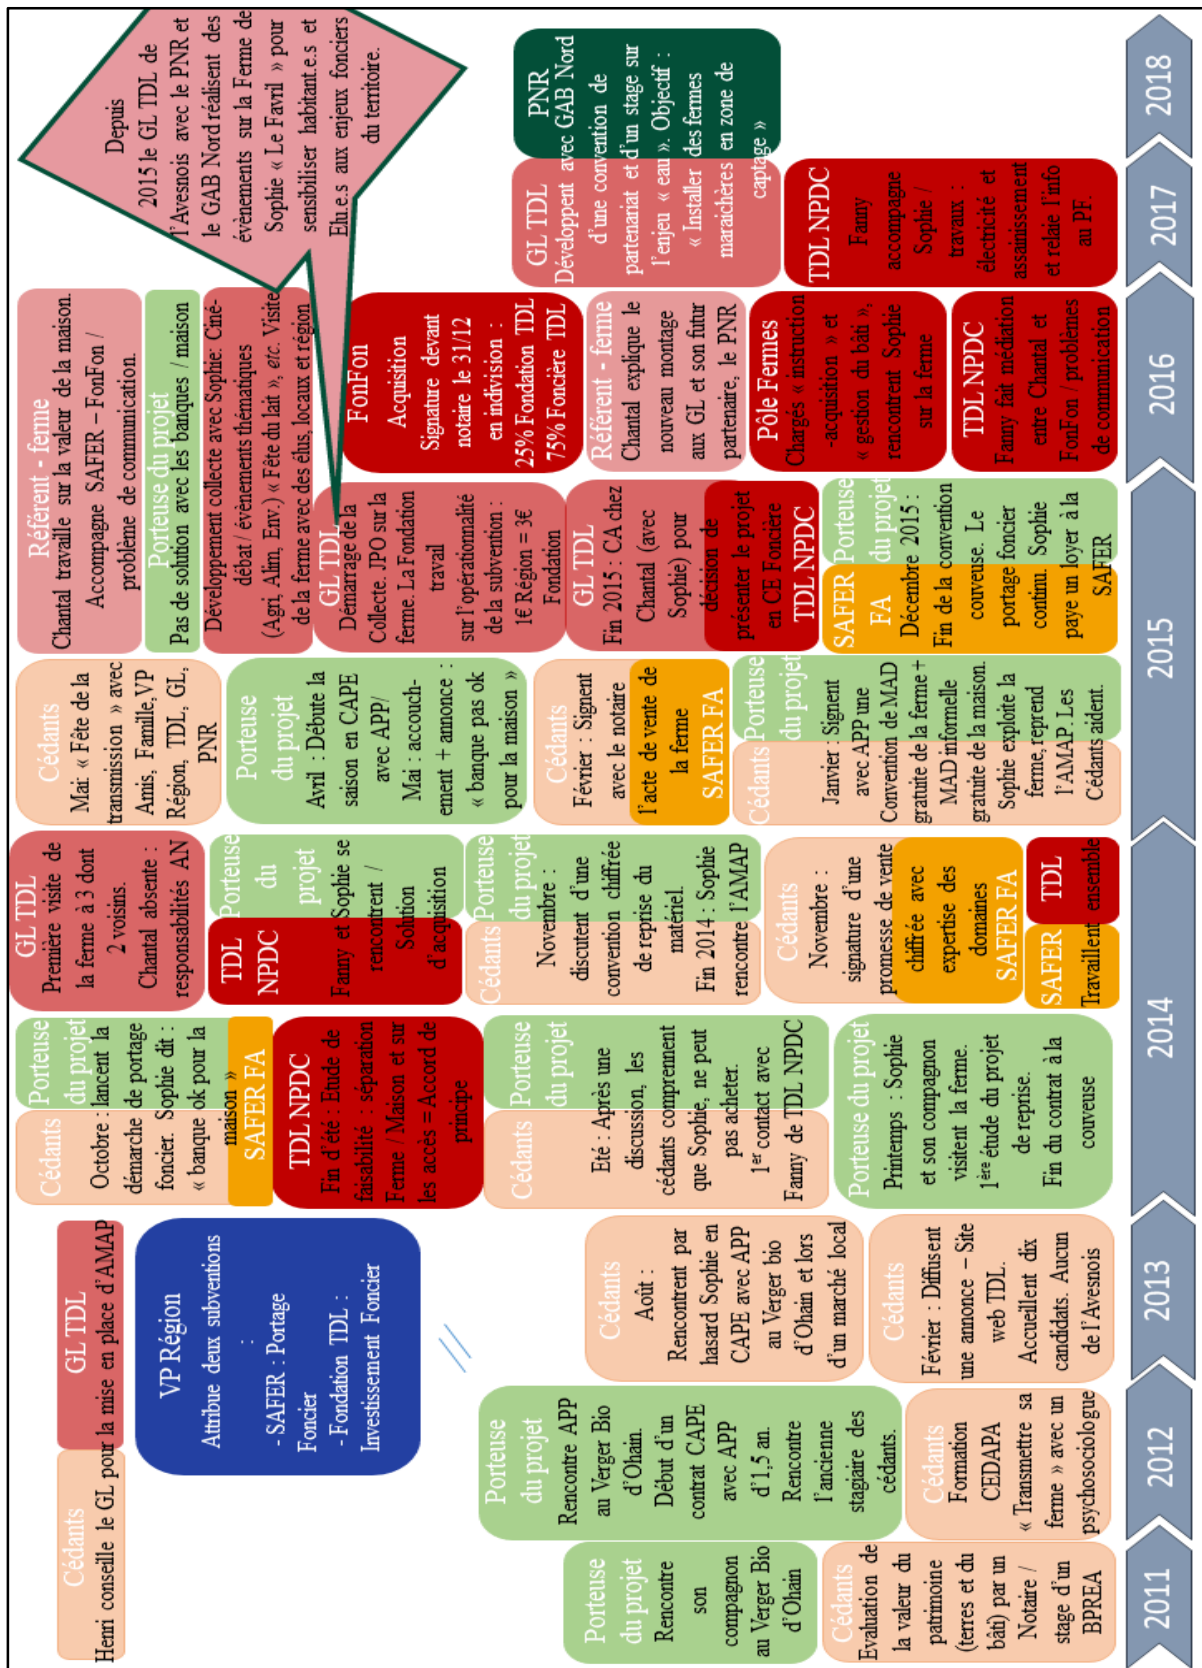 Cédants
GL TDL
Henri conseille le GL pour la mise en place d'AMAP
VP Région
Attribue deux subventions
:
- SAFER : Portage
Foncier
- Fondation TDL :
Investissement Foncier
Porteuse
du projet
Rencontre
son
compagnon
au Verger Bio
d'Ohain
Cédants
Evaluation de
la valeur du
patrimoine
(terres et du
bâti) par un
Notaire /
stage d'un
BPREA
Porteuse
du projet
Rencontre APP
au Verger Bio
d'Ohain.
Début d'un
contrat CAPE
avec APP
d'1,5 an.
Rencontre
l'ancienne
stagiaire des
cédants.
Cédants
Formation
CEDAPA
« Transmettre sa
ferme » avec un
psychosociologue
Cédants
Août :
Rencontrent par
hasard Sophie en
CAPE avec APP
au Verger bio
d'Ohain et lors
d'un marché local
Cédants
Février : Diffusent
une annonce – Site
web TDL.
Accueillent dix
candidats. Aucun
de l'Avesnois
Cédants
Porteuse
du projet
Octobre : lancent la
démarche de portage
foncier. Sophie dit :
« banque ok pour la
maison »
SAFER FA
TDL NPDC
Fin d'été : Etude de
faisabilité : séparation
Ferme / Maison et sur
les accès = Accord de
principe
Cédants
Porteuse
du projet
Eté : Après une
discussion, les
cédants comprennent
que Sophie, ne peut
pas acheter.
1er contact avec
Fanny de TDL NPDC
Porteuse du projet
Printemps : Sophie
et son compagnon
visitent la ferme.
1ère étude du projet
de reprise.
Fin du contrat à la
couveuse
GL TDL
Première visite de
la ferme à 3 dont
2 voisins.
Chantal absente :
responsabilités AN
TDL
NPDC
Porteuse
du
projet
Fanny et Sophie se
rencontrent /
Solution
d'acquisition
Cédants
Porteuse
du projet
Novembre :
discutent d'une
convention chiffrée
de reprise du
matériel.
Fin 2014 : Sophie
rencontre l'AMAP
Cédants
Novembre :
signature d'une
promesse de vente
chiffrée avec
expertise des
domaines
SAFER FA
SAFER
TDL
Travaillent ensemble
Cédants
Mai: « Fête de la
transmission » avec
Amis, Famille,VP
Région, TDL, GL,
PNR
Porteuse
du projet
Avril : Débute la
saison en CAPE
avec APP/
Mai : accouch-
ement + annonce :
« banque pas ok
pour la maison »
Cédants
Février : Signent
avec le notaire
l'acte de vente de
la ferme
SAFER FA
Cédants
Porteuse
du projet
Janvier : Signent
avec APP une
Convention de MAD
gratuite de la ferme +
MAD informelle
gratuite de la maison.
Sophie exploite la
ferme, reprend
l'AMAP. Les
Cédants aident.
Référent - ferme
Chantal travaille sur la valeur de la maison.
Accompagne SAFER – FonFon /
problème de communication.
Porteuse du projet
Pas de solution avec les banques / maison
Développement collecte avec Sophie: Ciné-
débat / évènements thématiques
(Agri, Alim, Env.) « Fête du lait », etc. Visite
de la ferme avec des élus, locaux et région
GL TDL
Démarrage de la
Collecte. JPO sur la
ferme. La Fondation
travail
sur l'opérationnalité
de la subvention :
1€ Région = 3€
Fondation
GL TDL
Fin 2015 : CA chez
Chantal (avec
Sophie) pour
décision de
présenter le projet
en CE Foncière
TDL NPDC
SAFER
FA
Porteuse
du projet
Décembre 2015 :
Fin de la convention
couveuse. Le
portage foncier
continu. Sophie
paye un loyer à la
SAFER
FonFon
Acquisition
Signature devant
notaire le 31/12
en indivision :
25% Fondation TDL
75% Foncière TDL
Référent - ferme
Chantal explique le
nouveau montage
aux GL et son futur
partenaire, le PNR
Pôle Fermes
Chargés « instruction
-acquisition » et
« gestion du bâti »,
rencontrent Sophie
sur la ferme
TDL NPDC
Fanny fait médiation
entre Chantal et
FonFon / problèmes
de communication
Depuis
2015 le GL TDL de
l'Avesnois avec le PNR et
le GAB Nord réalisent des
évènements sur la Ferme de
Sophie « Le Favril » pour
sensibiliser habitant.e.s et
Elu.e.s aux enjeux fonciers
du territoire.
GL TDL
PNR
Développent avec GAB Nord
d'une convention de
partenariat et d'un stage sur
l'enjeu « eau ». Objectif :
« Installer des fermes
maraichères en zone de
captage »
TDL NPDC
Fanny
accompagne
Sophie /
travaux :
électricité et
assainissement
et relaie l'info
au PF.
2011
2012
2013
2014
2015
2016
2017
2018